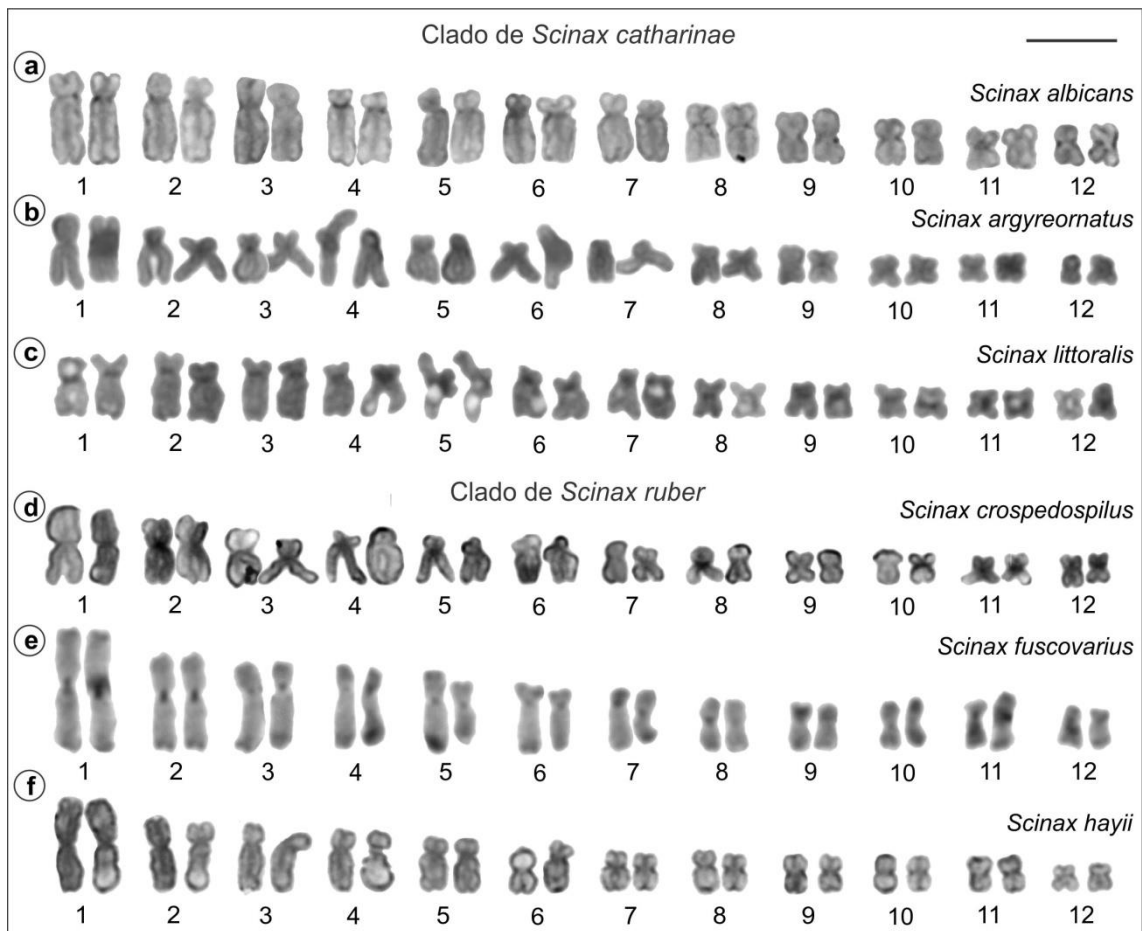 Clado de Scinax catharinae
a
Scinax albicans
1 2 3 4 5 6 7 8 9 10 11 12
b
Scinax argyreornatus
1 2 3 4 5 6 7 8 9 10 11 12
c
Scinax littoralis
1 2 3 4 5 6 7 8 9 10 11 12
Clado de Scinax ruber
d
Scinax crospedospilus
1 2 3 4 5 6 7 8 9 10 11 12
e
Scinax fuscovarius
1 2 3 4 5 6 7 8 9 10 11 12
f
Scinax hayii
1 2 3 4 5 6 7 8 9 10 11 12